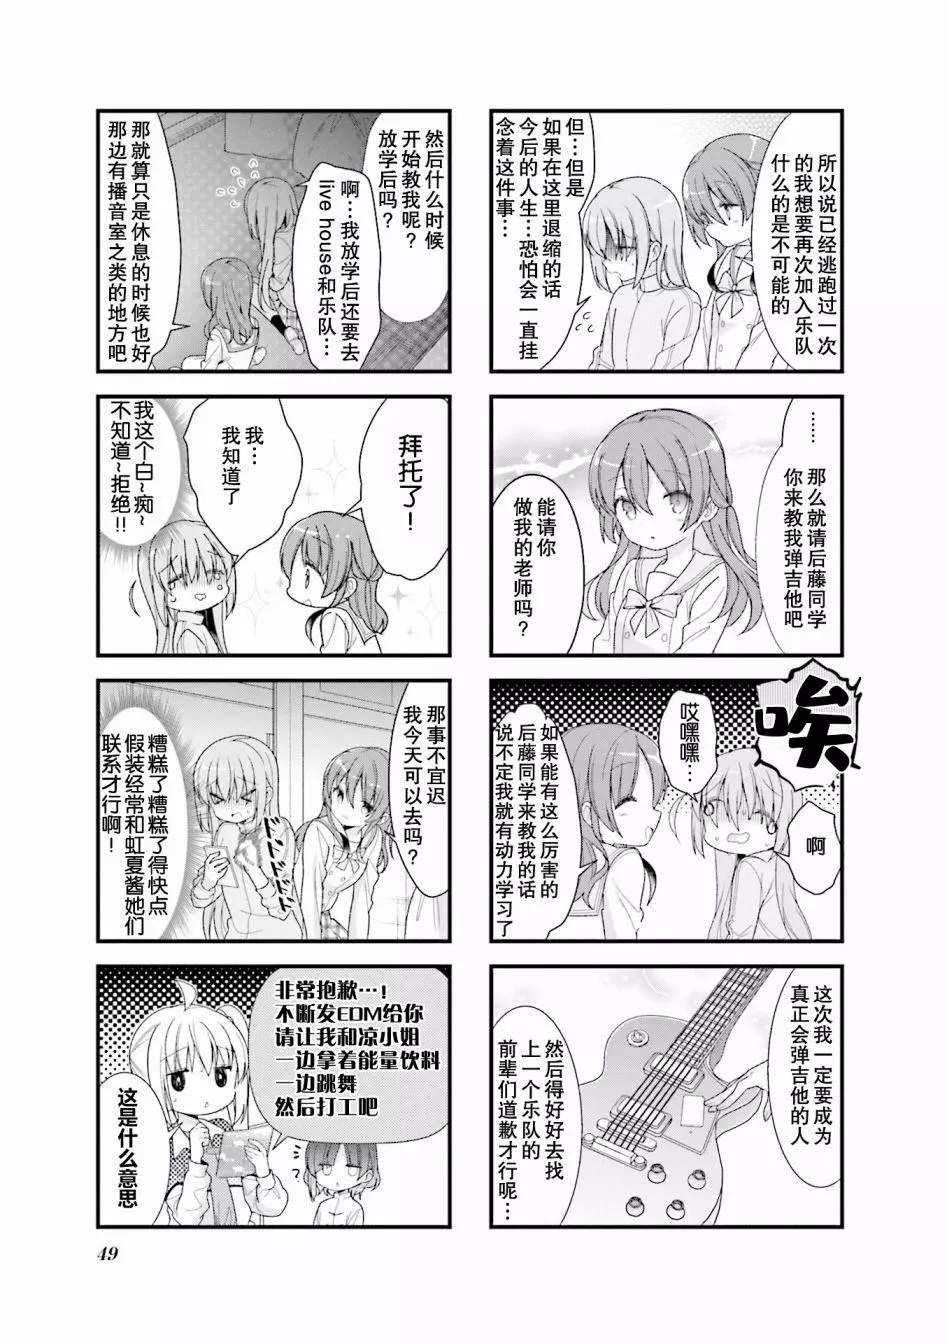 所以说已经逃跑过一次
的我想要再次加入乐队
什么的是不可能的
但…但是
如果在这里退缩的话
今后的人生…恐怕会一直挂
念着这件事…
……
那么就请后藤同学
你来教我弹吉他吧
能请你
做我的老师吗？
唉
啊
哎嘿嘿…
如果能有这么厉害的
后藤同学来教我的话
说不定我就有动力学习了
这次我一定要成为
真正会弹吉他的人
然后得好好去找
上一个乐队的
前辈们道歉才行呢…
然后什么时候
开始教我呢？
放学后吗？
啊…我放学后还要去
live house和乐队…
那就算只是休息的时候也好
那边有播音室之类的地方吧
拜托了！
我…
我知道了
我这个白~痴~
不知道~拒绝!!
那事不宜迟
我今天可以去吗？
糟糕了糟糕了得快点
假装经常和虹夏酱她们
联系才行啊！
非常抱歉…！
不断发EDM给你
请让我和凉小姐
一边拿着能量饮料
一边跳舞
然后打工吧
这是什么意思
?
49